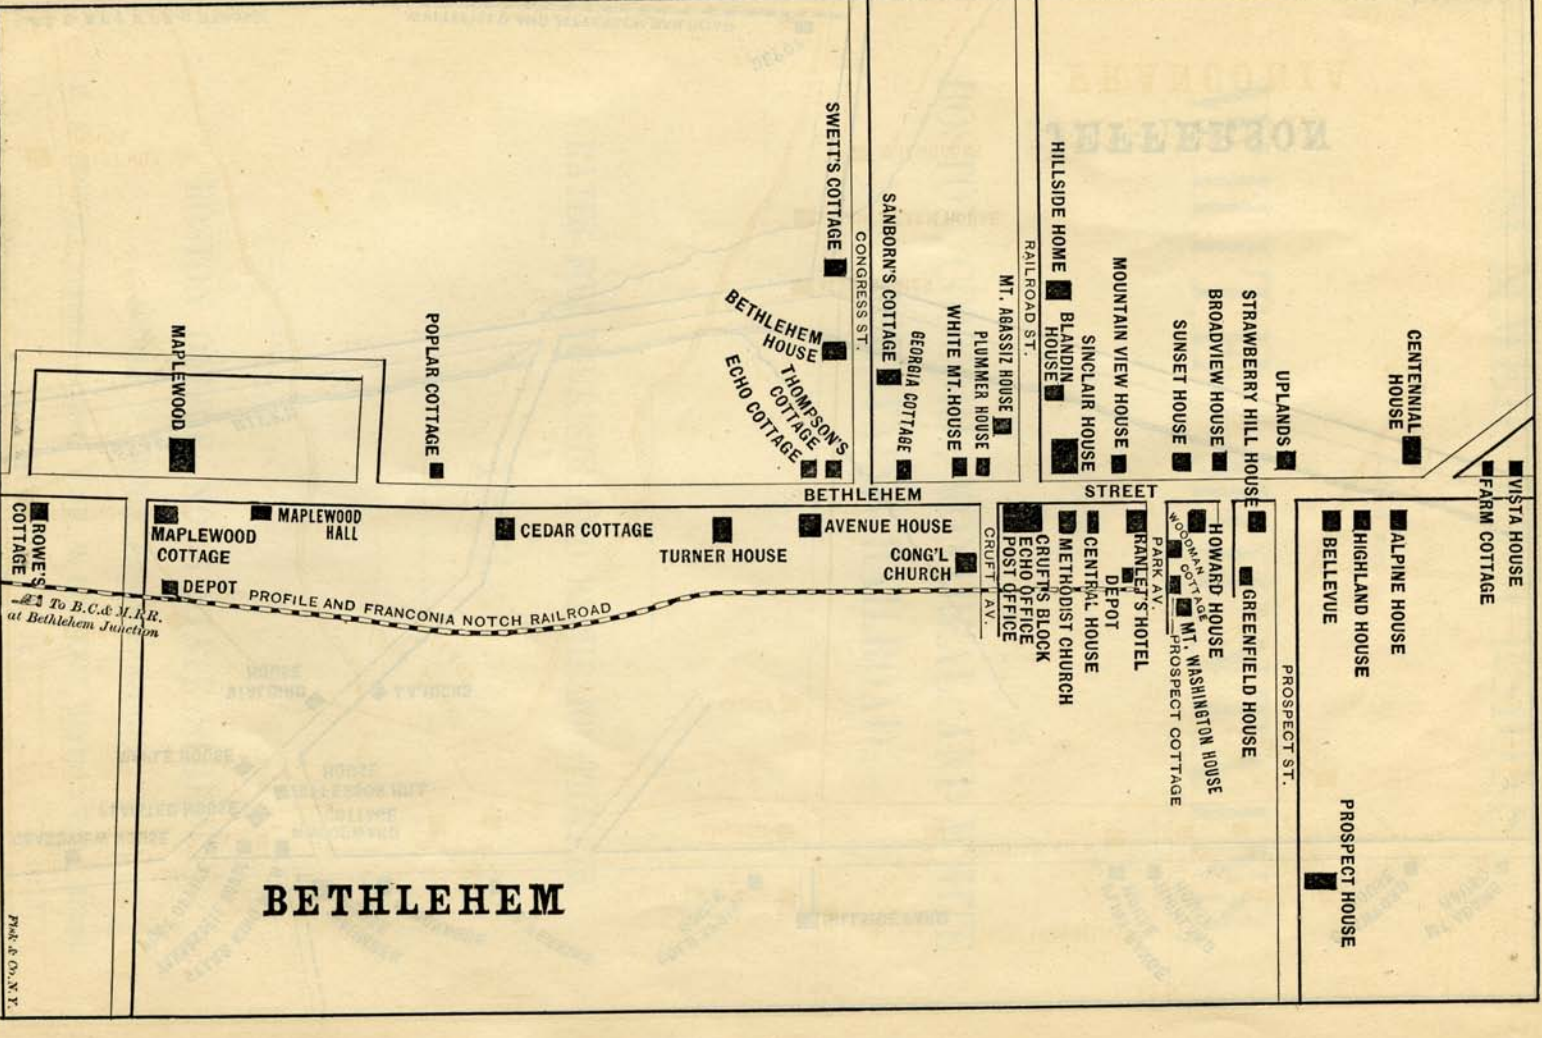 SWETT'S COTTAGE
CONGRESS ST.
SANBORN'S COTTAGE
GEORGIA COTTAGE
WHITE MT. HOUSE
PLUMMER HOUSE
MT. AGASSIZ HOUSE
RAILROAD ST.
HILLSIDE HOME
BLANDIN
HOUSE
SINCLAIR HOUSE
MOUNTAIN VIEW HOUSE
SUNSET HOUSE
BROADVIEW HOUSE
STRAWBERRY HILL HOUSE
UPLANDS
CENTENNIAL
HOUSE
VISTA HOUSE
FARM COTTAGE
MAPLEWOOD
POPLAR COTTAGE
BETHLEHEM
HOUSE
THOMPSON'S
COTTAGE
ECHO COTTAGE
BETHLEHEM STREET
ROWE'S
COTTAGE
MAPLEWOOD
COTTAGE
MAPLEWOOD
HALL
CEDAR COTTAGE
TURNER HOUSE
AVENUE HOUSE
CONG'L
CHURCH
CRUFT AV.
POST OFFICE
ECHO OFFICE
CRUFT'S BLOCK
METHODIST CHURCH
CENTRAL HOUSE
DEPOT
RANLET'S HOTEL
PARK AV.
WOODMAN COTTAGE
PROSPECT COTTAGE
MT. WASHINGTON HOUSE
HOWARD HOUSE
GREENFIELD HOUSE
PROSPECT ST.
BELLEVUE
HIGHLAND HOUSE
ALPINE HOUSE
PROSPECT HOUSE
DEPOT
PROFILE AND FRANCONIA NOTCH RAILROAD
To B.C.& M.R.R.
at Bethlehem Junction
BETHLEHEM
Fisk & Co. N.Y.
JEFFERSON
FRANCONIA